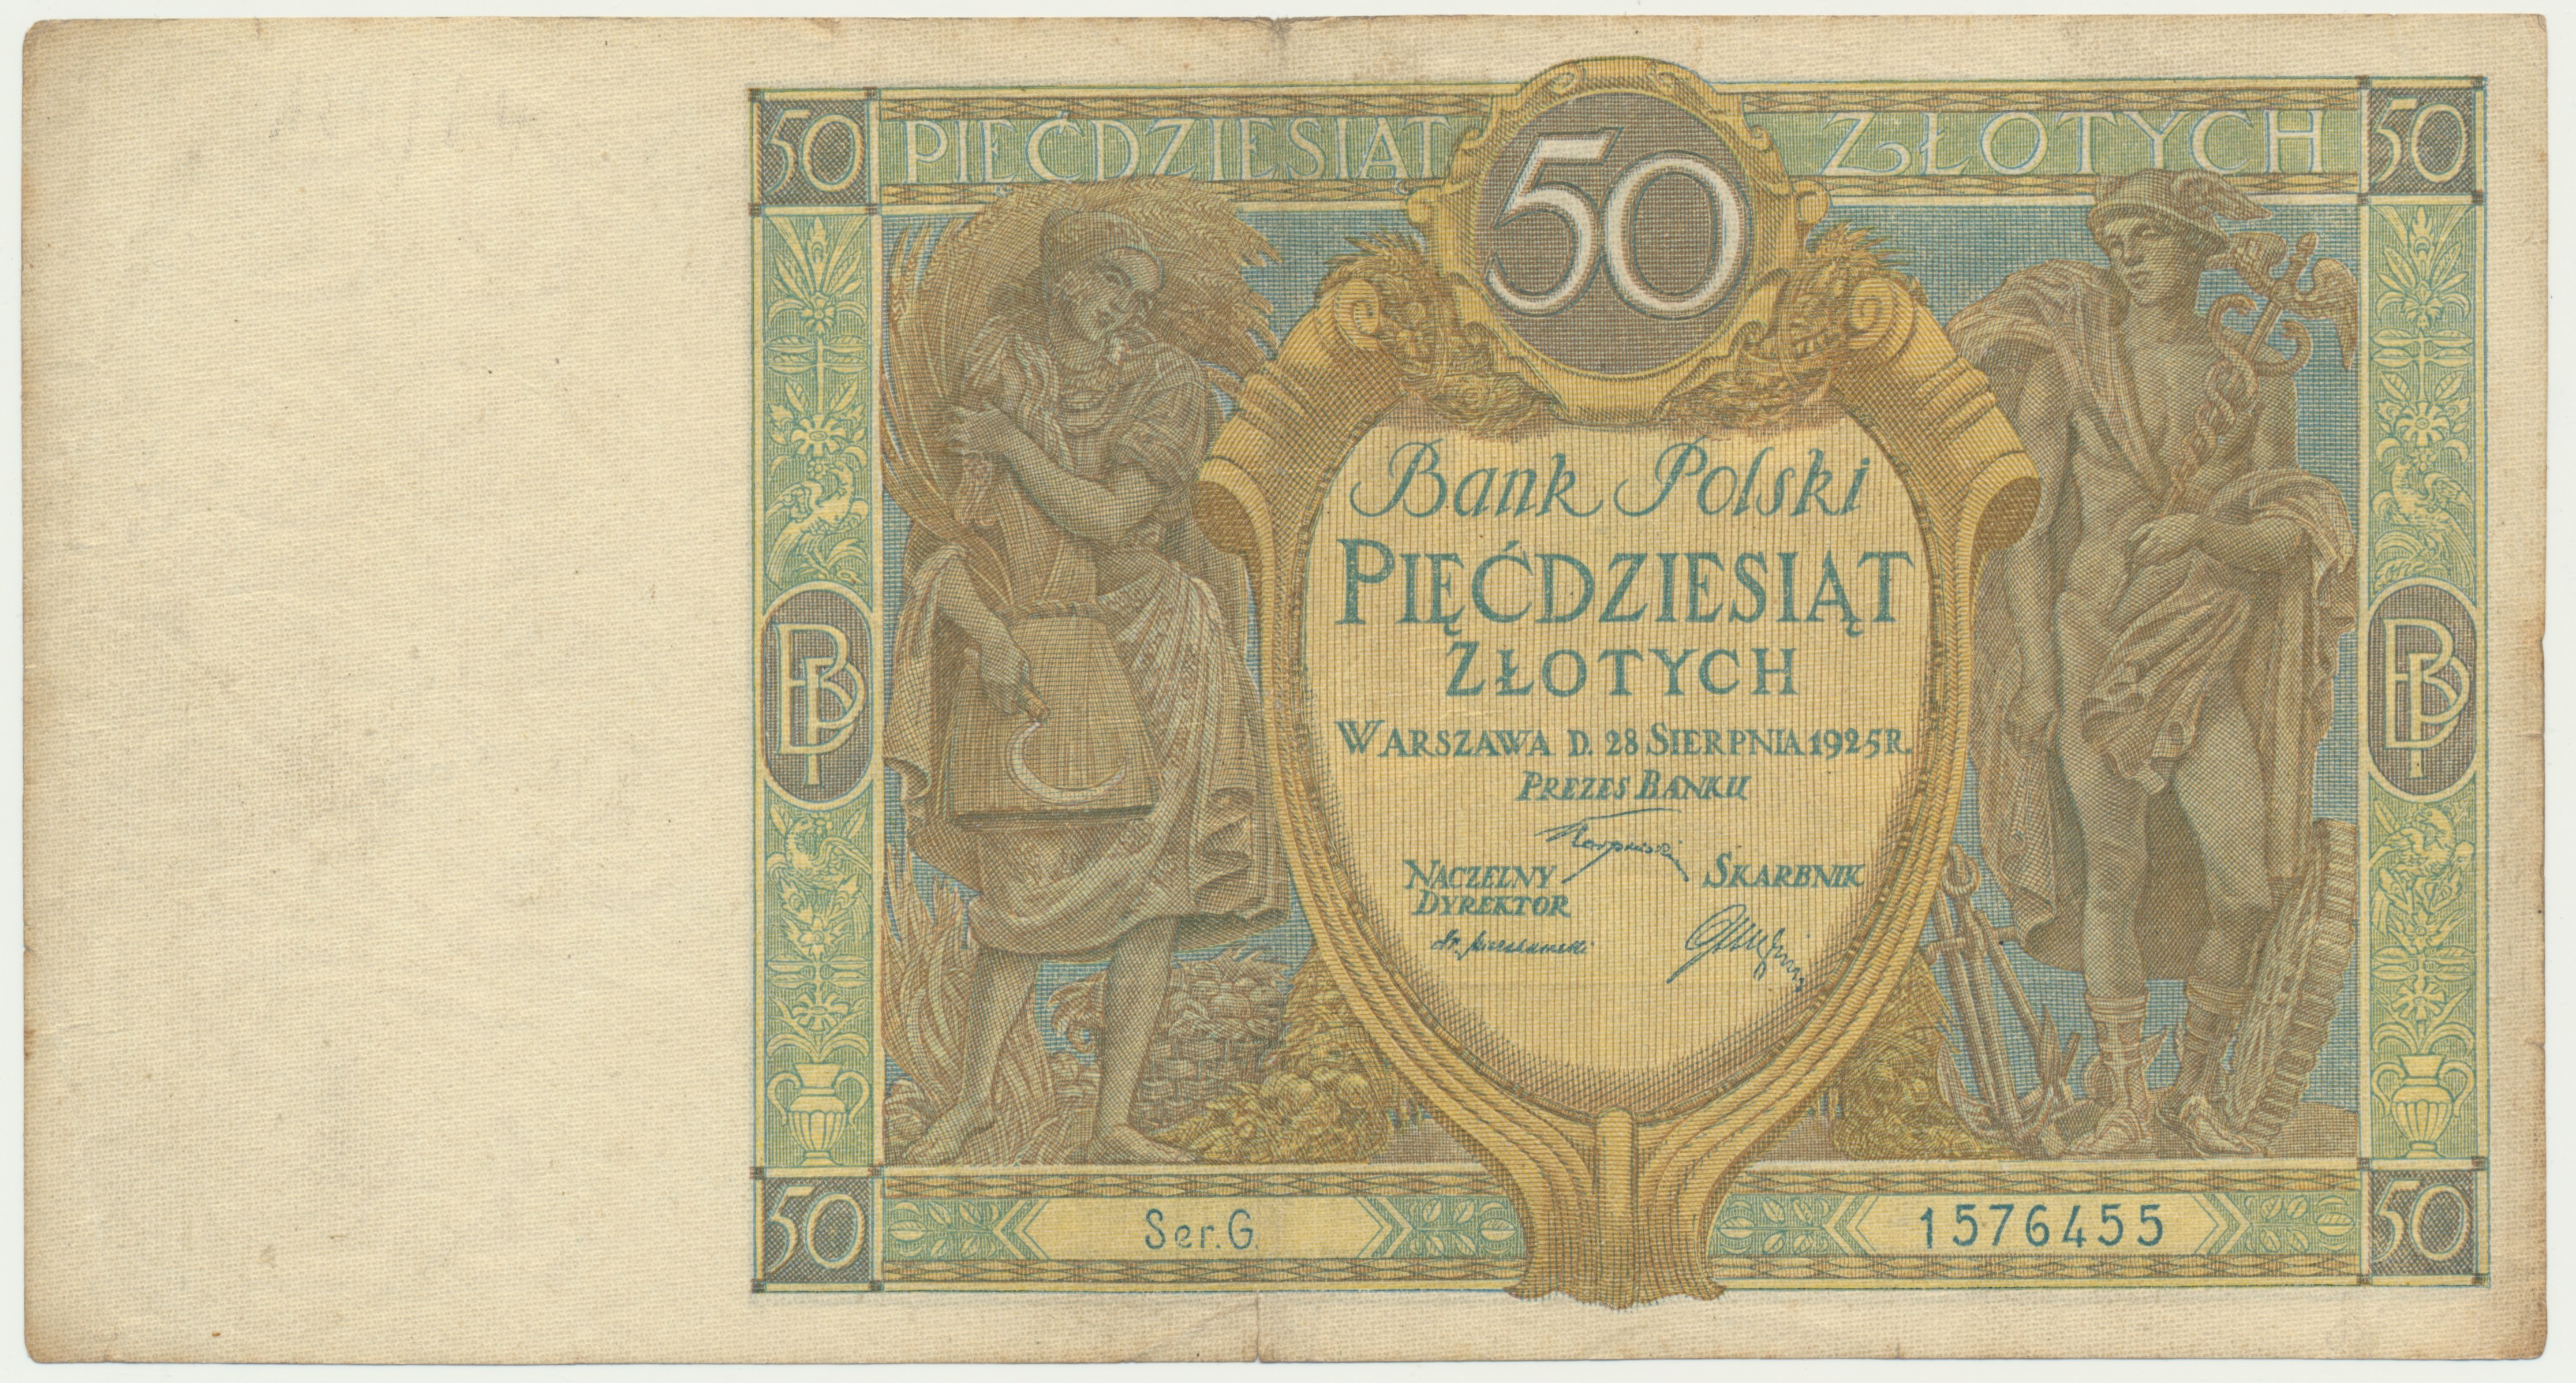 50 PIĘĆDZIESIĄT 50 ZŁOTYCH 50
Bank Polski
PIĘĆDZIESIĄT
ZŁOTYCH
WARSZAWA D. 28 SIERPNIA 1925 R.
PREZES BANKU
NACZELNY DYREKTOR
SKARBNIK
BP
BP
50 Ser. G. 1576455 50